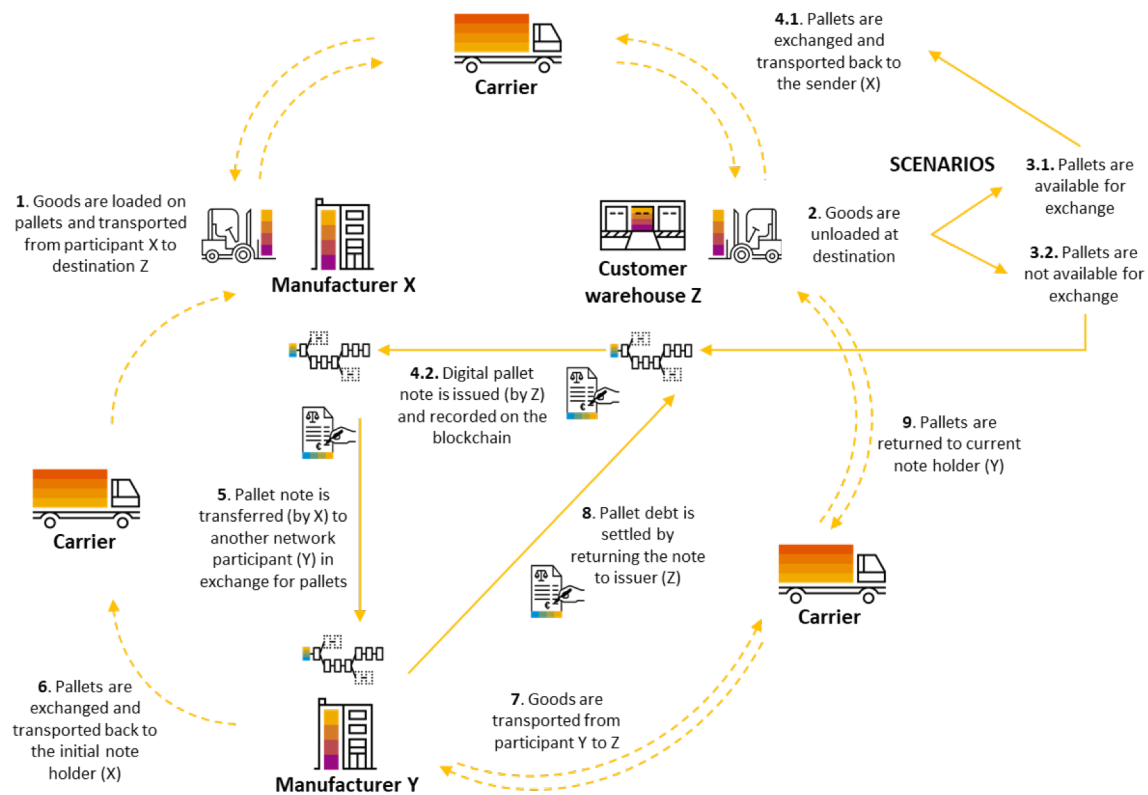 Carrier
4.1. Pallets are
exchanged and
transported back to
the sender (X)
SCENARIOS
3.1. Pallets are
available for
exchange
1. Goods are loaded on
pallets and transported
from participant X to
destination Z
Manufacturer X
Customer
warehouse Z
2. Goods are
unloaded at
destination
3.2. Pallets are
not available for
exchange
4.2. Digital pallet
note is issued (by Z)
and recorded on the
blockchain
9. Pallets are
returned to current
note holder (Y)
Carrier
5. Pallet note is
transferred (by X) to
another network
participant (Y) in
exchange for pallets
8. Pallet debt is
settled by
returning the note
to issuer (Z)
Carrier
6. Pallets are
exchanged and
transported back to
the initial note
holder (X)
7. Goods are
transported from
participant Y to Z
Manufacturer Y